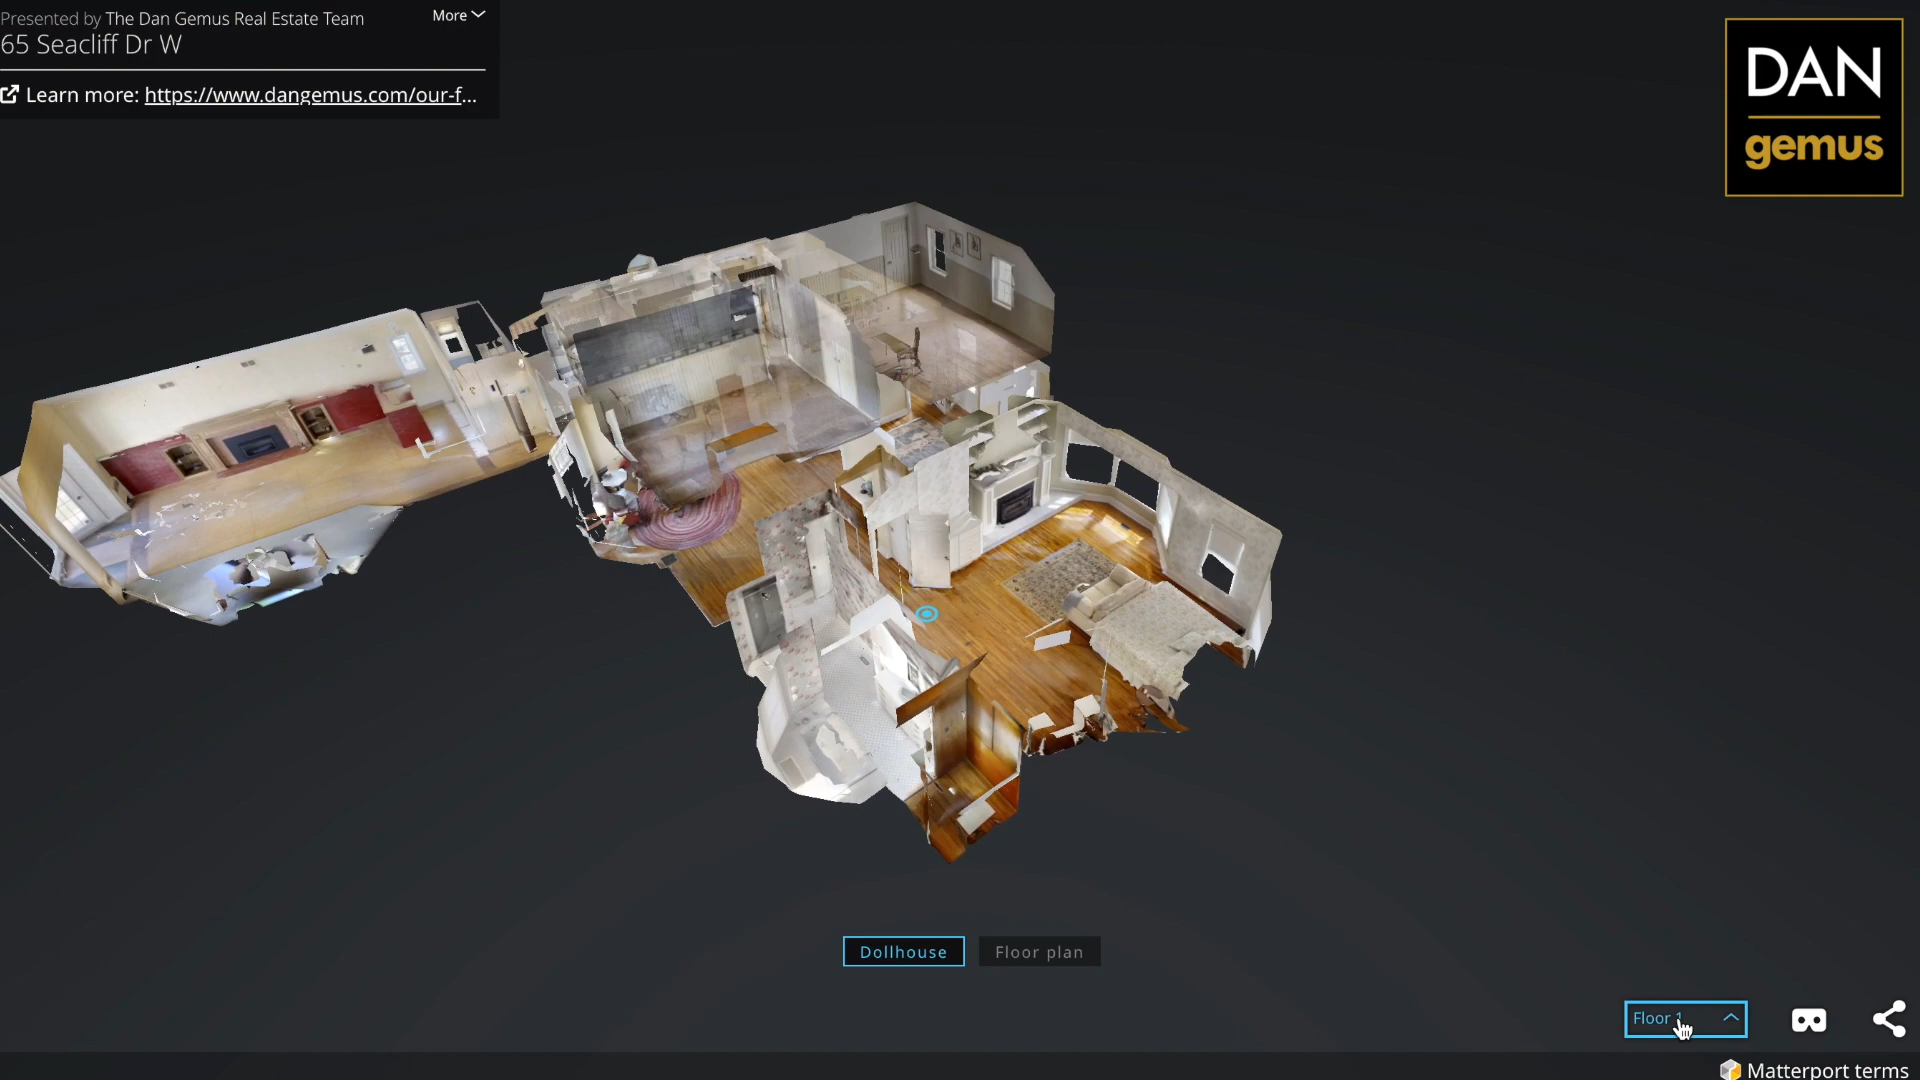 Presented by The Dan Gemus Real Estate Team
More
65 Seacliff Dr W
Learn more: https://www.dangemus.com/our-f...
DAN
gemus
Dollhouse
Floor plan
Floor 1
Matterport terms